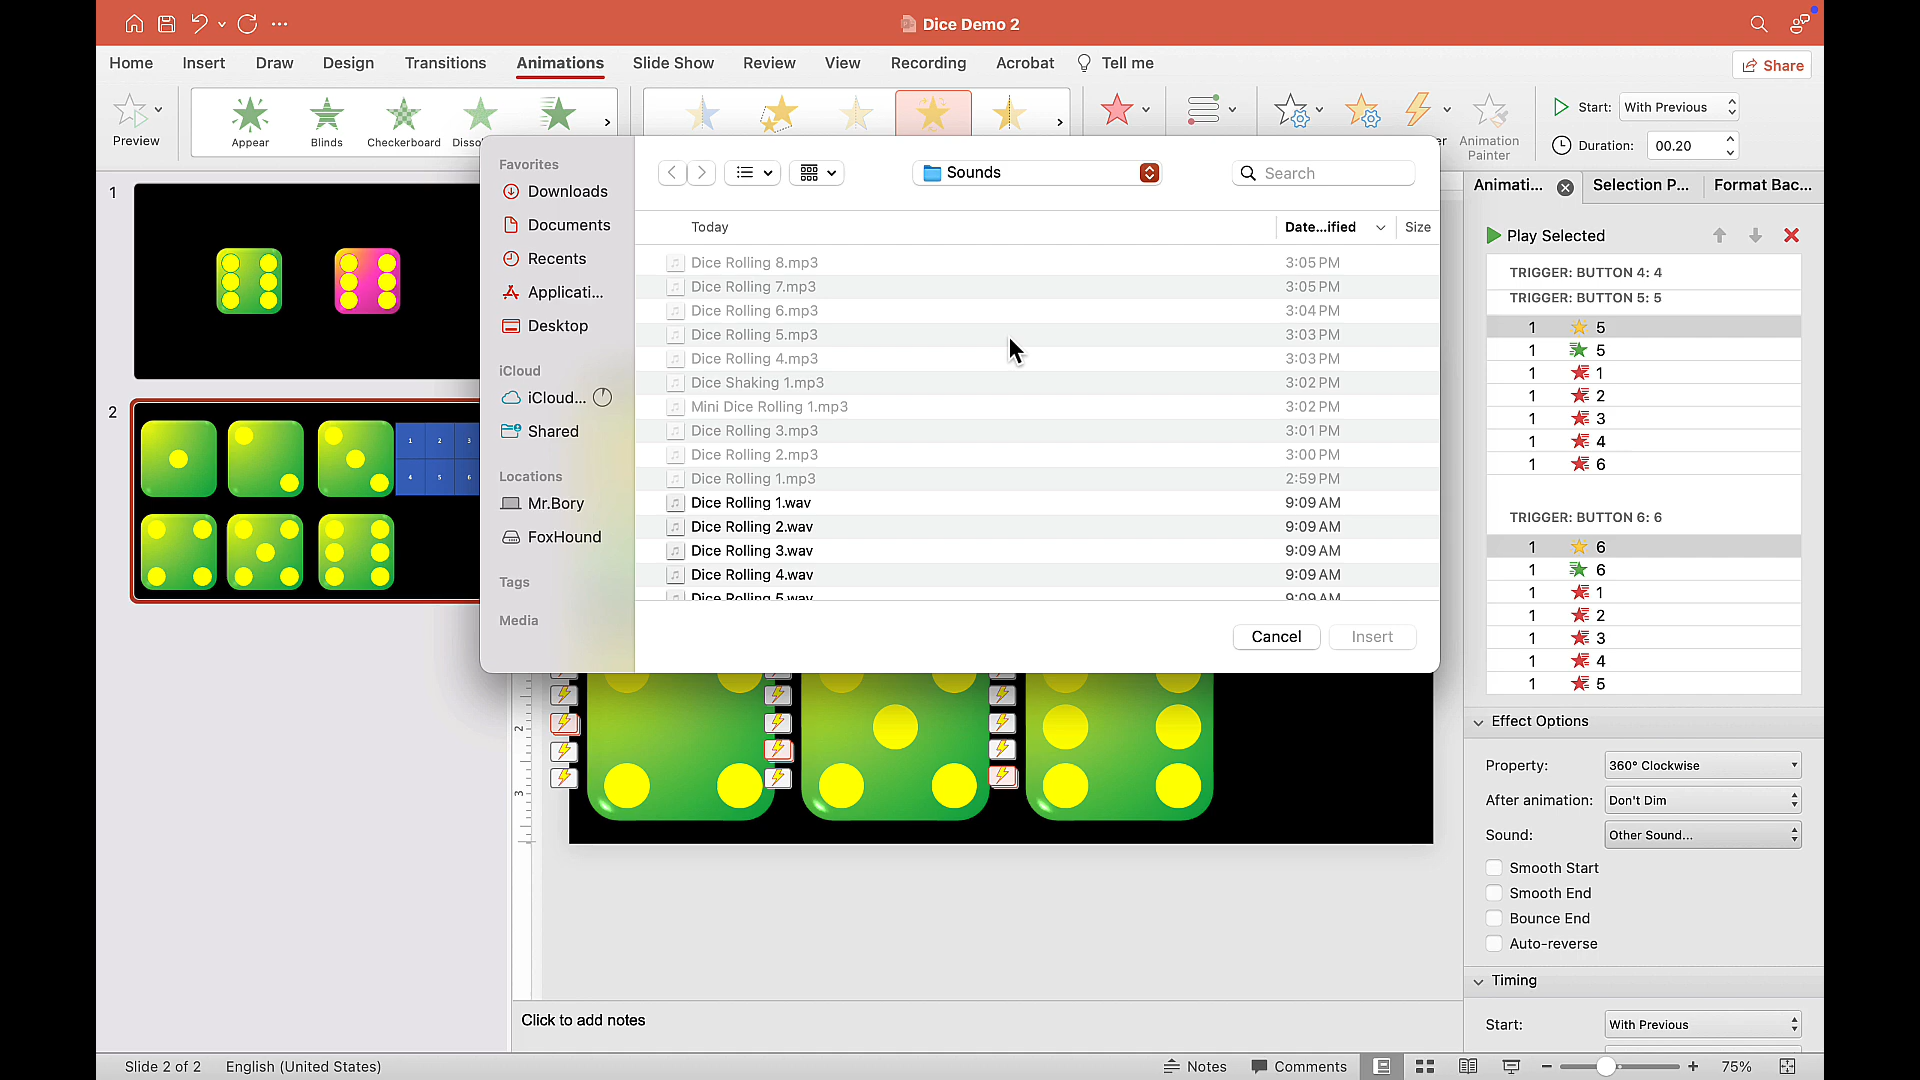 Dice Demo 2
Home Insert Draw Design Transitions Animations Slide Show Review View Recording Acrobat Tell me
Share
Preview
Appear Blinds Checkerboard Disso
Animation Painter
Start: With Previous
Duration: 00.20
Favorites
Downloads
Documents
Recents
Applicati...
Desktop
iCloud
iCloud...
Shared
Locations
Mr.Bory
FoxHound
Tags
Media
Sounds
Search
Today Date...ified Size
Dice Rolling 8.mp3 3:05 PM
Dice Rolling 7.mp3 3:05 PM
Dice Rolling 6.mp3 3:04 PM
Dice Rolling 5.mp3 3:03 PM
Dice Rolling 4.mp3 3:03 PM
Dice Shaking 1.mp3 3:02 PM
Mini Dice Rolling 1.mp3 3:02 PM
Dice Rolling 3.mp3 3:01 PM
Dice Rolling 2.mp3 3:00 PM
Dice Rolling 1.mp3 2:59 PM
Dice Rolling 1.wav 9:09 AM
Dice Rolling 2.wav 9:09 AM
Dice Rolling 3.wav 9:09 AM
Dice Rolling 4.wav 9:09 AM
Dice Rolling 5.wav 9:09 AM
Cancel Insert
1
2
1 2 3
4 5 6
2
3
Animati... Selection P... Format Bac...
Play Selected
TRIGGER: BUTTON 4: 4
TRIGGER: BUTTON 5: 5
1 5
1 5
1 1
1 2
1 3
1 4
1 6
TRIGGER: BUTTON 6: 6
1 6
1 6
1 1
1 2
1 3
1 4
1 5
Effect Options
Property: 360° Clockwise
After animation: Don't Dim
Sound: Other Sound...
Smooth Start
Smooth End
Bounce End
Auto-reverse
Timing
Start: With Previous
Click to add notes
Slide 2 of 2 English (United States)
Notes Comments 75%